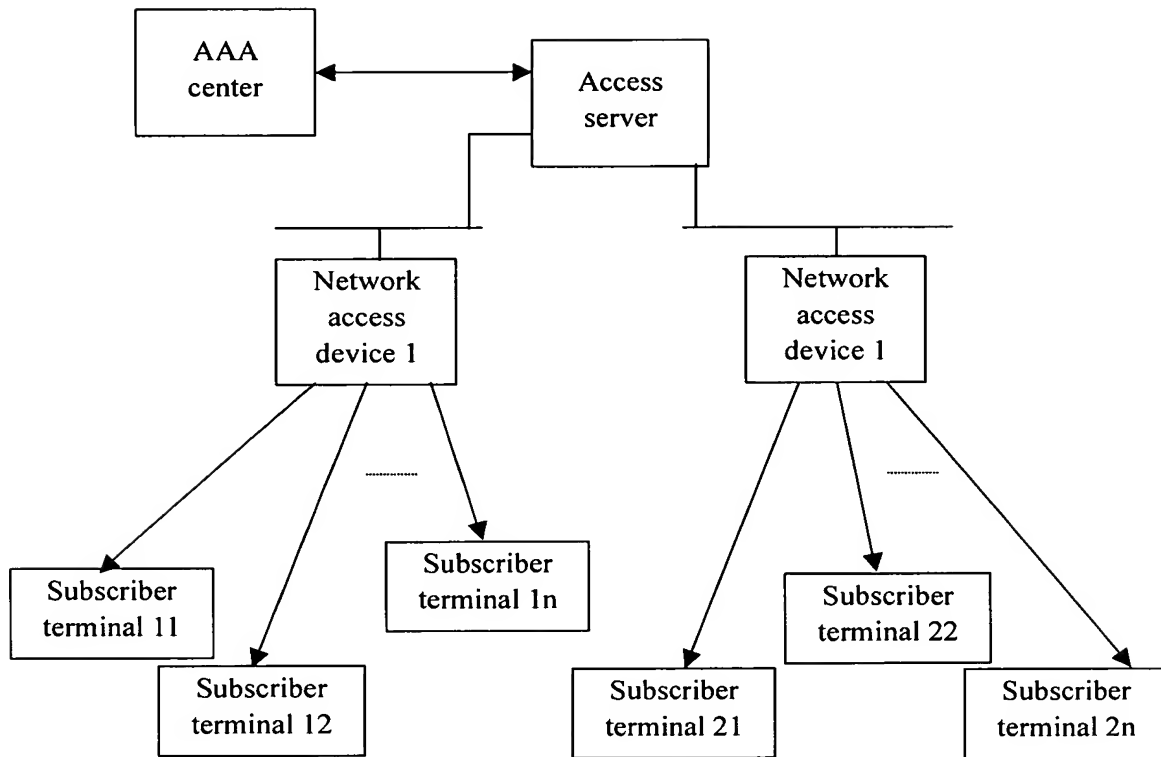 AAA
center
Access
server
Network
access
device 1
Network
access
device 1
Subscriber
terminal 11
Subscriber
terminal 12
Subscriber
terminal 1n
Subscriber
terminal 21
Subscriber
terminal 22
Subscriber
terminal 2n